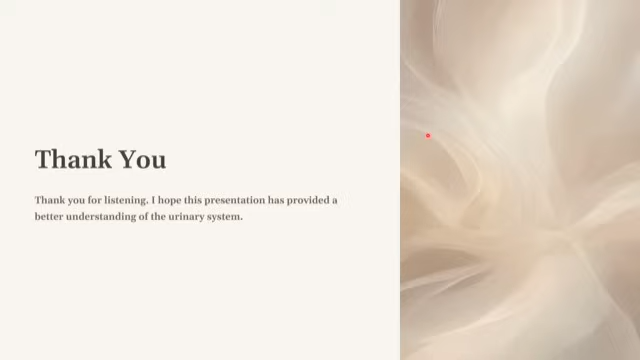 Thank You
Thank you for listening. I hope this presentation has provided a
better understanding of the urinary system.